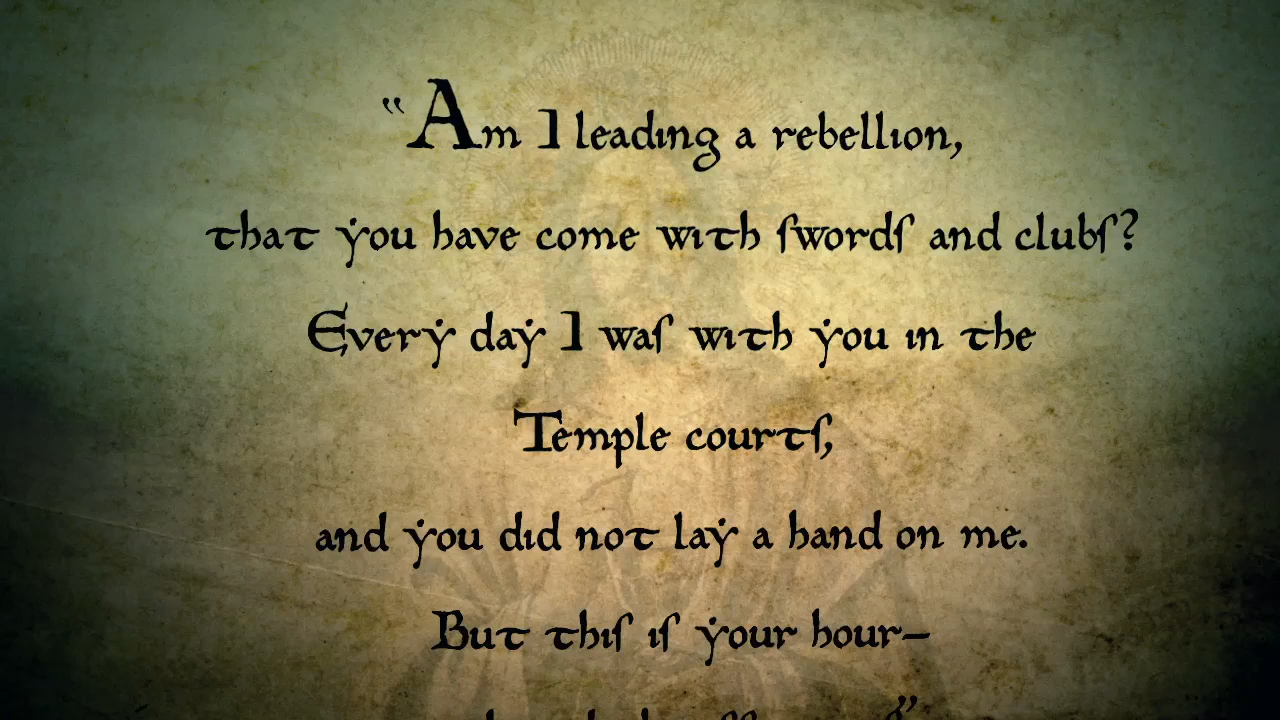 “Am I leading a rebellion,
that you have come with swords and clubs?
Every day I was with you in the
Temple courts,
and you did not lay a hand on me.
But this is your hour–